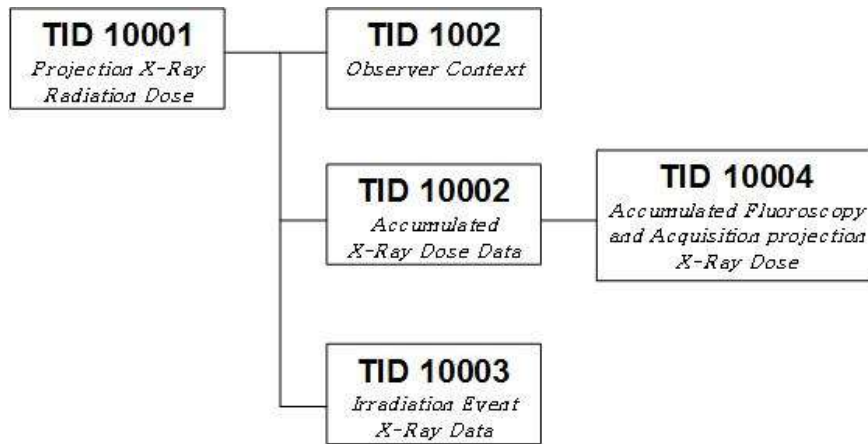 TID 10001
Projection X-Ray
Radiation Dose
TID 1002
Observer Context
TID 10002
Accumulated
X-Ray Dose Data
TID 10004
Accumulated Fluoroscopy
and Acquisition projection
X-Ray Dose
TID 10003
Irradiation Event
X-Ray Data